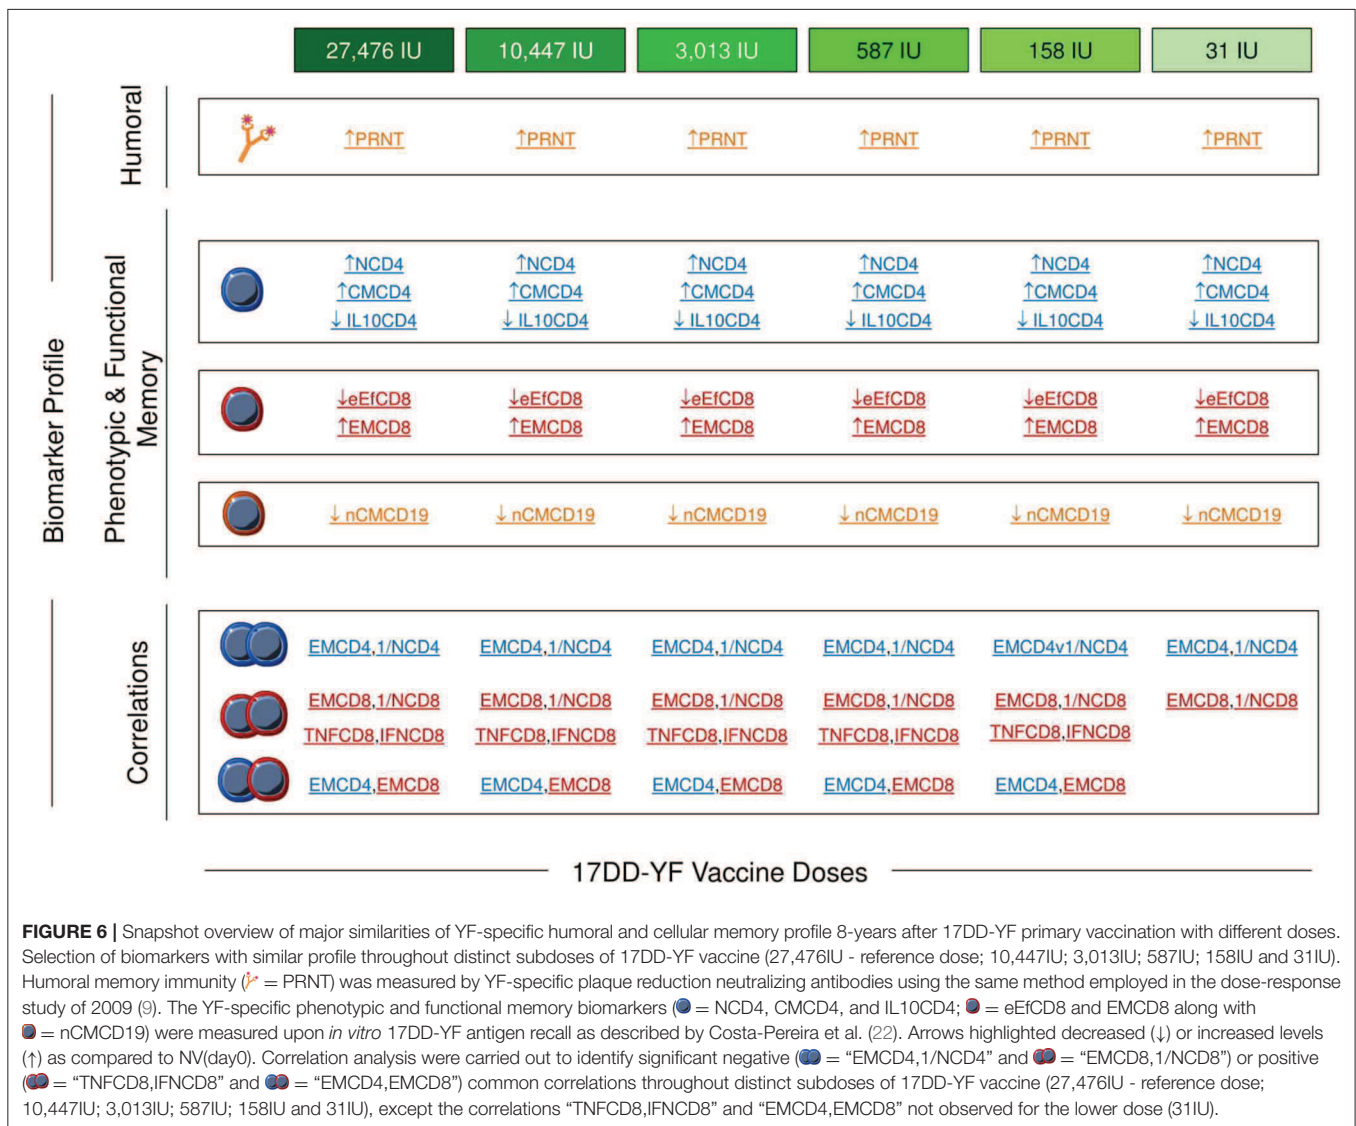 27,476 IU 10,447 IU 3,013 IU 587 IU 158 IU 31 IU
Biomarker Profile
Humoral
↑PRNT ↑PRNT ↑PRNT ↑PRNT ↑PRNT ↑PRNT
Phenotypic & Functional
Memory
↑NCD4 ↑NCD4 ↑NCD4 ↑NCD4 ↑NCD4 ↑NCD4
↑CMCD4 ↑CMCD4 ↑CMCD4 ↑CMCD4 ↑CMCD4 ↑CMCD4
↓ IL10CD4 ↓ IL10CD4 ↓ IL10CD4 ↓ IL10CD4 ↓ IL10CD4 ↓ IL10CD4
↓eEfCD8 ↓eEfCD8 ↓eEfCD8 ↓eEfCD8 ↓eEfCD8 ↓eEfCD8
↑EMCD8 ↑EMCD8 ↑EMCD8 ↑EMCD8 ↑EMCD8 ↑EMCD8
↓ nCMCD19 ↓ nCMCD19 ↓ nCMCD19 ↓ nCMCD19 ↓ nCMCD19 ↓ nCMCD19
Correlations
EMCD4,1/NCD4 EMCD4,1/NCD4 EMCD4,1/NCD4 EMCD4,1/NCD4 EMCD4v1/NCD4 EMCD4,1/NCD4
EMCD8,1/NCD8 EMCD8,1/NCD8 EMCD8,1/NCD8 EMCD8,1/NCD8 EMCD8,1/NCD8 EMCD8,1/NCD8
TNFCD8,IFNCD8 TNFCD8,IFNCD8 TNFCD8,IFNCD8 TNFCD8,IFNCD8 TNFCD8,IFNCD8
EMCD4,EMCD8 EMCD4,EMCD8 EMCD4,EMCD8 EMCD4,EMCD8 EMCD4,EMCD8
17DD-YF Vaccine Doses
FIGURE 6 | Snapshot overview of major similarities of YF-specific humoral and cellular memory profile 8-years after 17DD-YF primary vaccination with different doses.
Selection of biomarkers with similar profile throughout distinct subdoses of 17DD-YF vaccine (27,476IU - reference dose; 10,447IU; 3,013IU; 587IU; 158IU and 31IU).
Humoral memory immunity ( = PRNT) was measured by YF-specific plaque reduction neutralizing antibodies using the same method employed in the dose-response
study of 2009 (9). The YF-specific phenotypic and functional memory biomarkers ( = NCD4, CMCD4, and IL10CD4; = eEfCD8 and EMCD8 along with
= nCMCD19) were measured upon in vitro 17DD-YF antigen recall as described by Costa-Pereira et al. (22). Arrows highlighted decreased (↓) or increased levels
(↑) as compared to NV(day0). Correlation analysis were carried out to identify significant negative ( = “EMCD4,1/NCD4” and = “EMCD8,1/NCD8”) or positive
( = “TNFCD8,IFNCD8” and = “EMCD4,EMCD8”) common correlations throughout distinct subdoses of 17DD-YF vaccine (27,476IU - reference dose;
10,447IU; 3,013IU; 587IU; 158IU and 31IU), except the correlations “TNFCD8,IFNCD8” and “EMCD4,EMCD8” not observed for the lower dose (31IU).